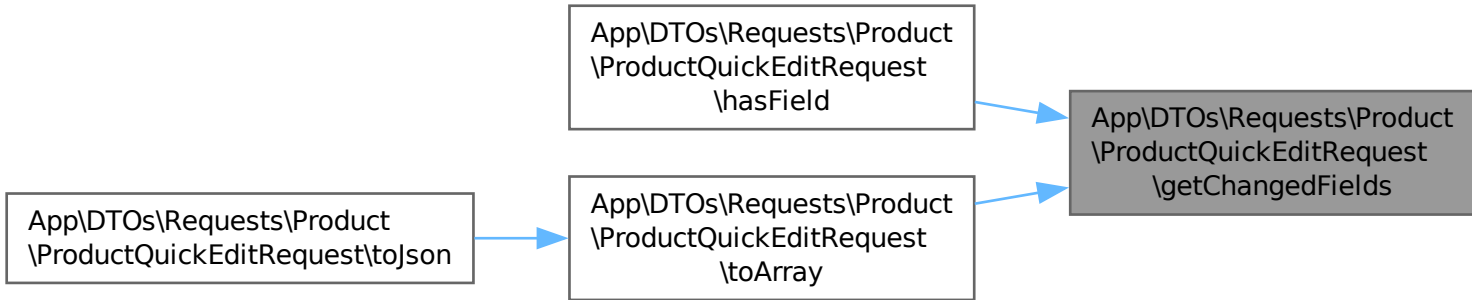 App\DTOs\Requests\Product
\ProductQuickEditRequest
\hasField
App\DTOs\Requests\Product
\ProductQuickEditRequest
\getChangedFields
App\DTOs\Requests\Product
\ProductQuickEditRequest\toJson
App\DTOs\Requests\Product
\ProductQuickEditRequest
\toArray